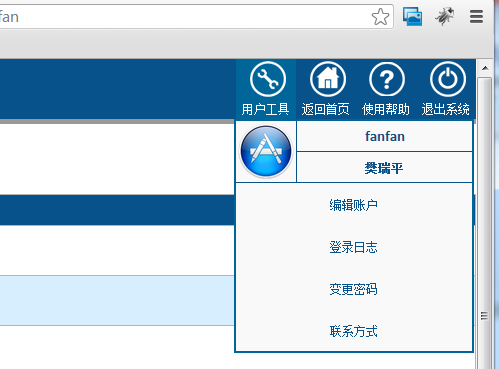 fan
用户工具 返回首页 使用帮助 退出系统
fanfan
樊瑞平
编辑账户
登录日志
变更密码
联系方式